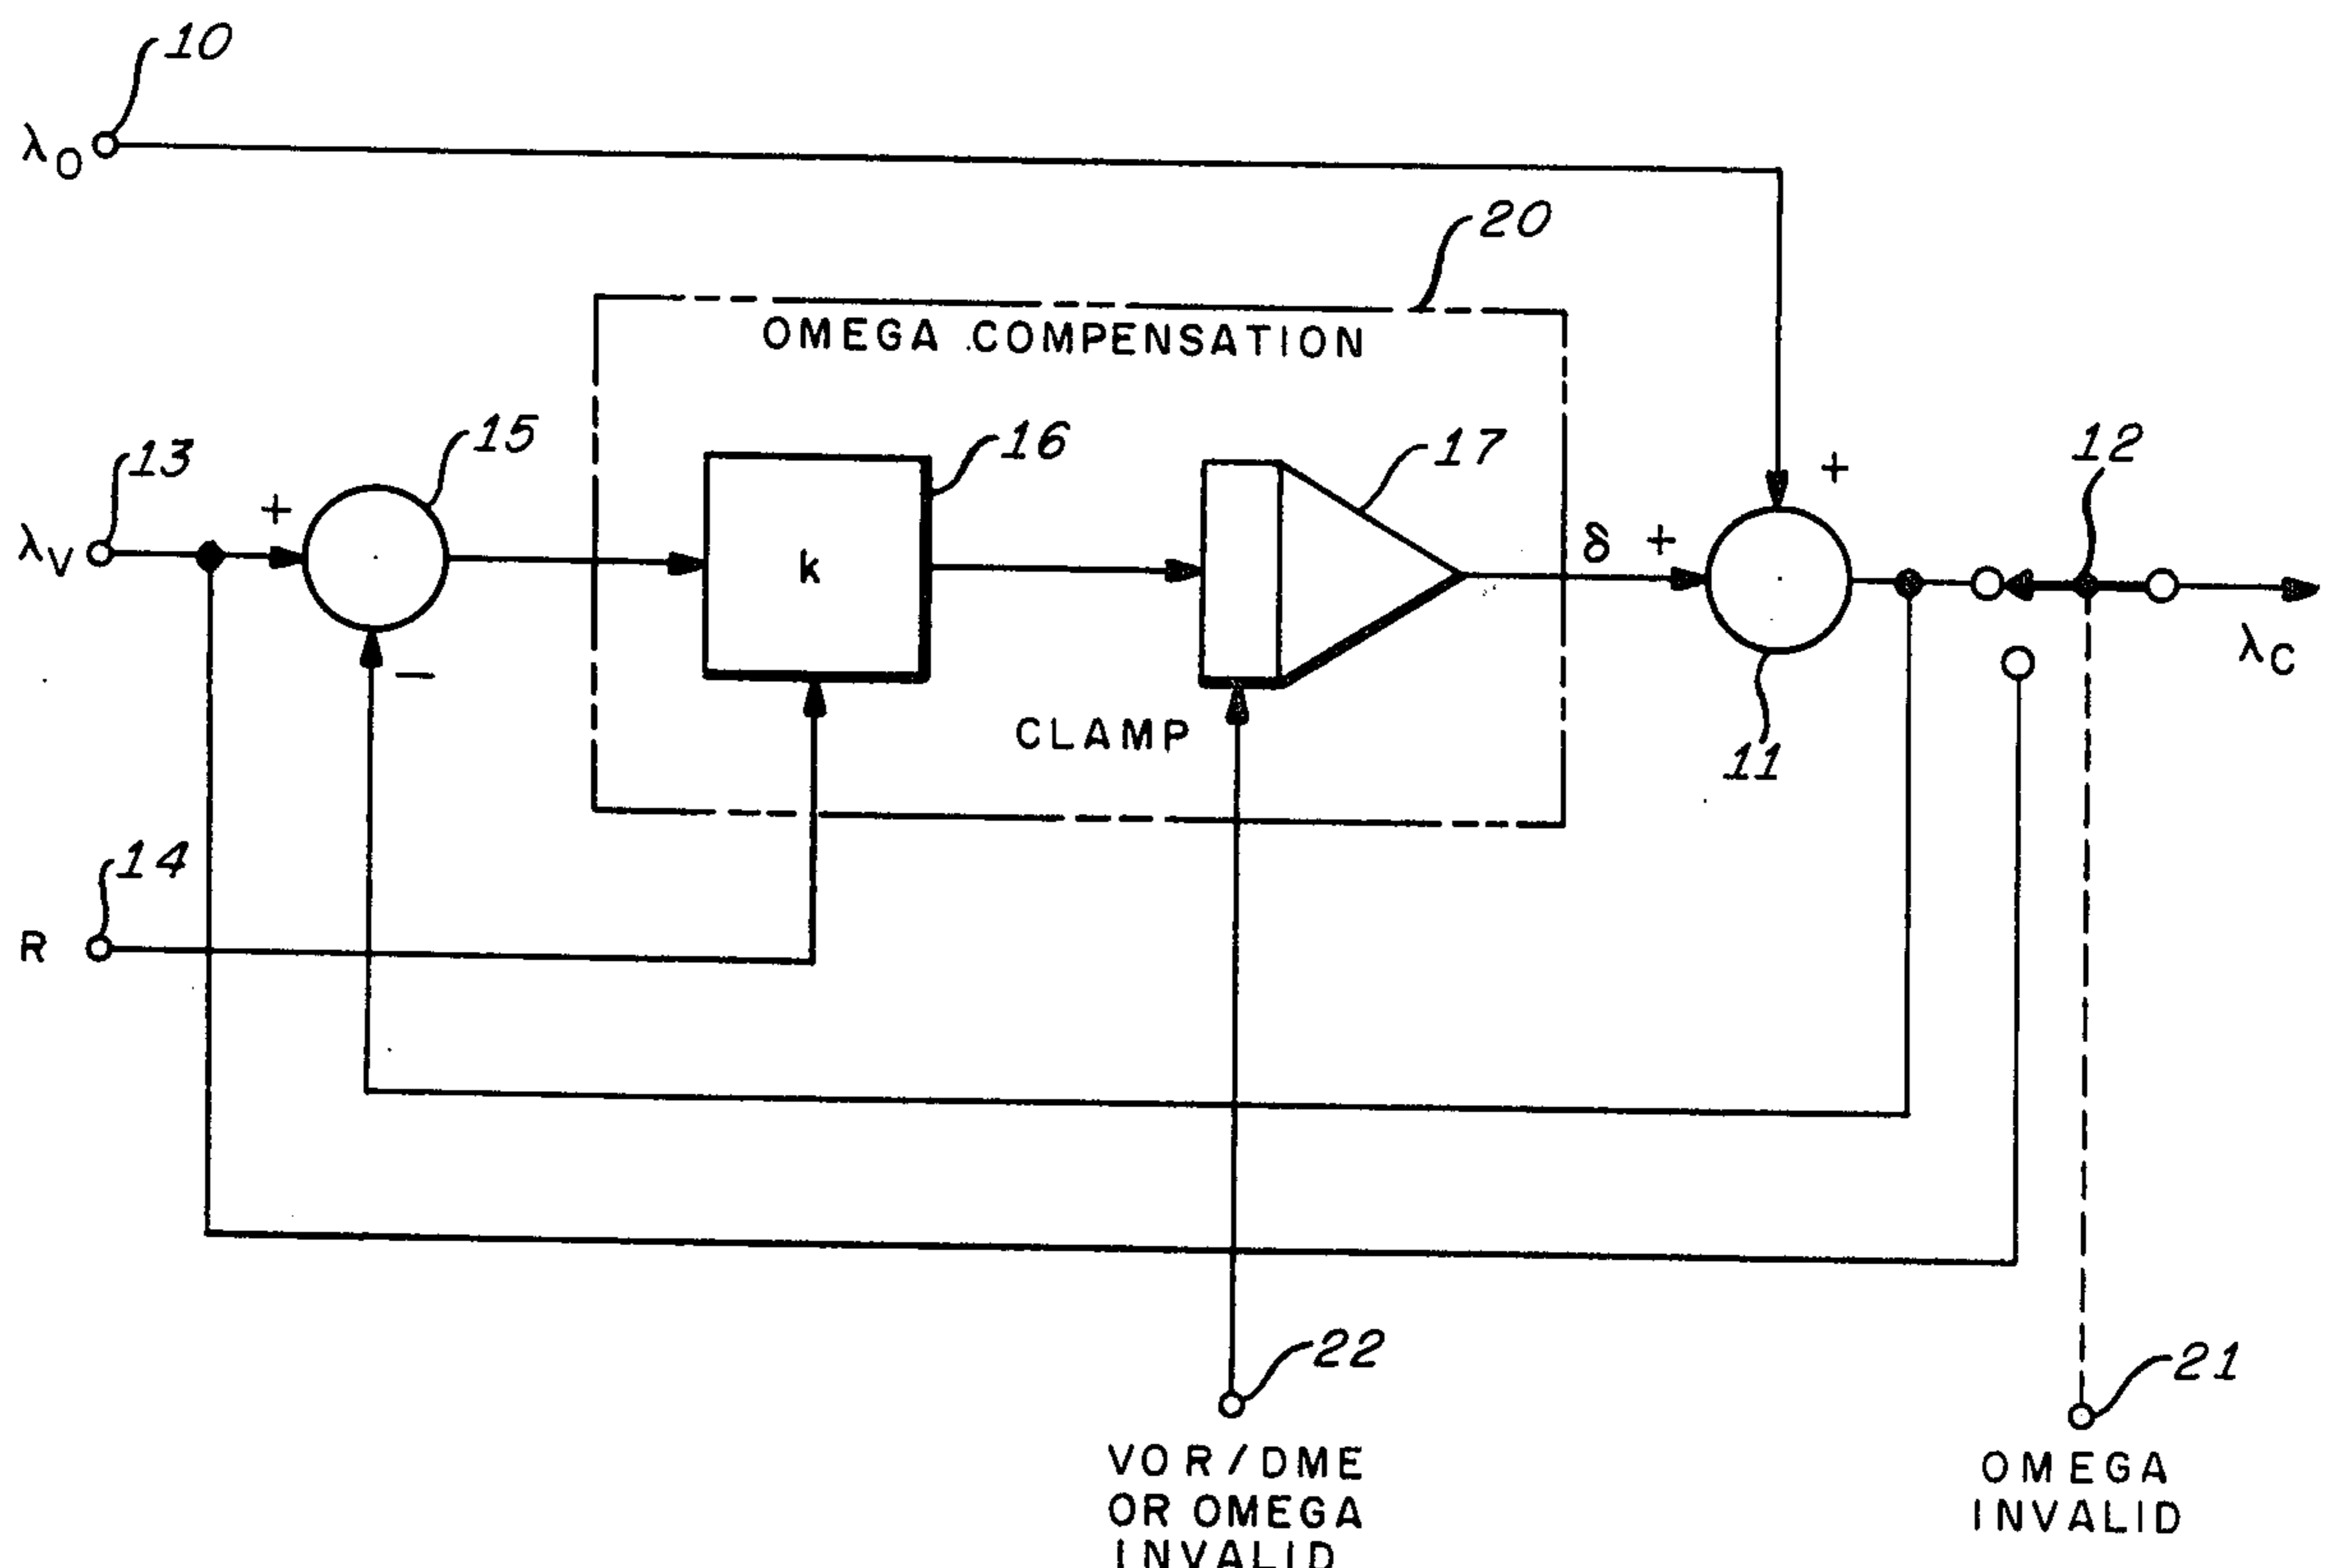 10
λO
20
OMEGA COMPENSATION
13
15
16
17
12
+
+
λV
k
δ
+
λC
−
CLAMP
11
14
R
22
21
VOR/DME
OR OMEGA
INVALID
OMEGA
INVALID